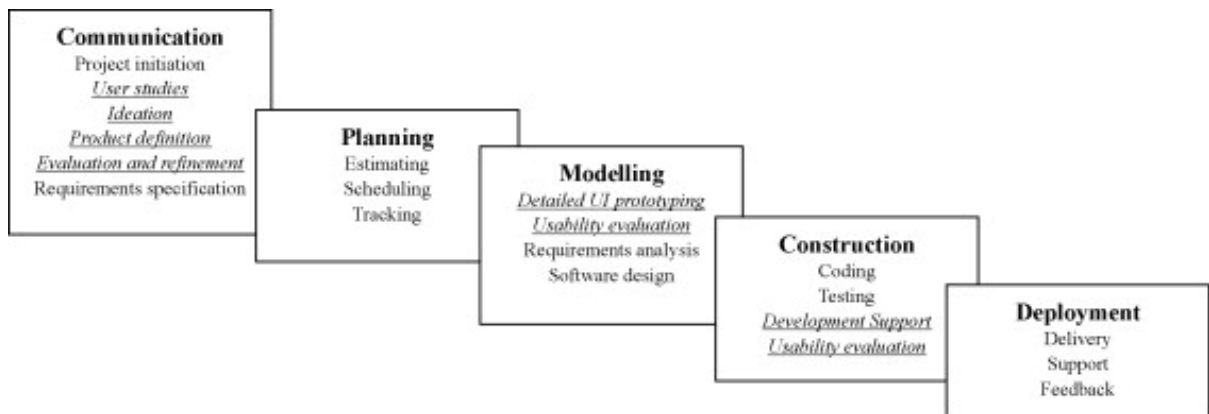 Communication
Project initiation
User studies
Ideation
Product definition
Evaluation and refinement
Requirements specification
Planning
Estimating
Scheduling
Tracking
Modelling
Detailed UI prototyping
Usability evaluation
Requirements analysis
Software design
Construction
Coding
Testing
Development Support
Usability evaluation
Deployment
Delivery
Support
Feedback